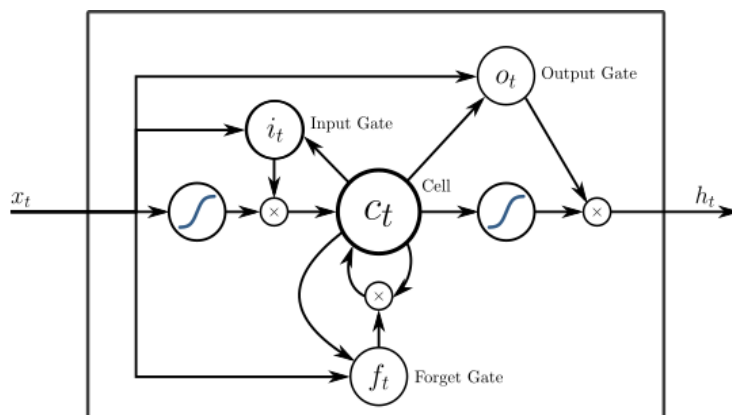 o_t Output Gate
i_t Input Gate
x_t
×
c_t Cell
×
h_t
×
f_t Forget Gate